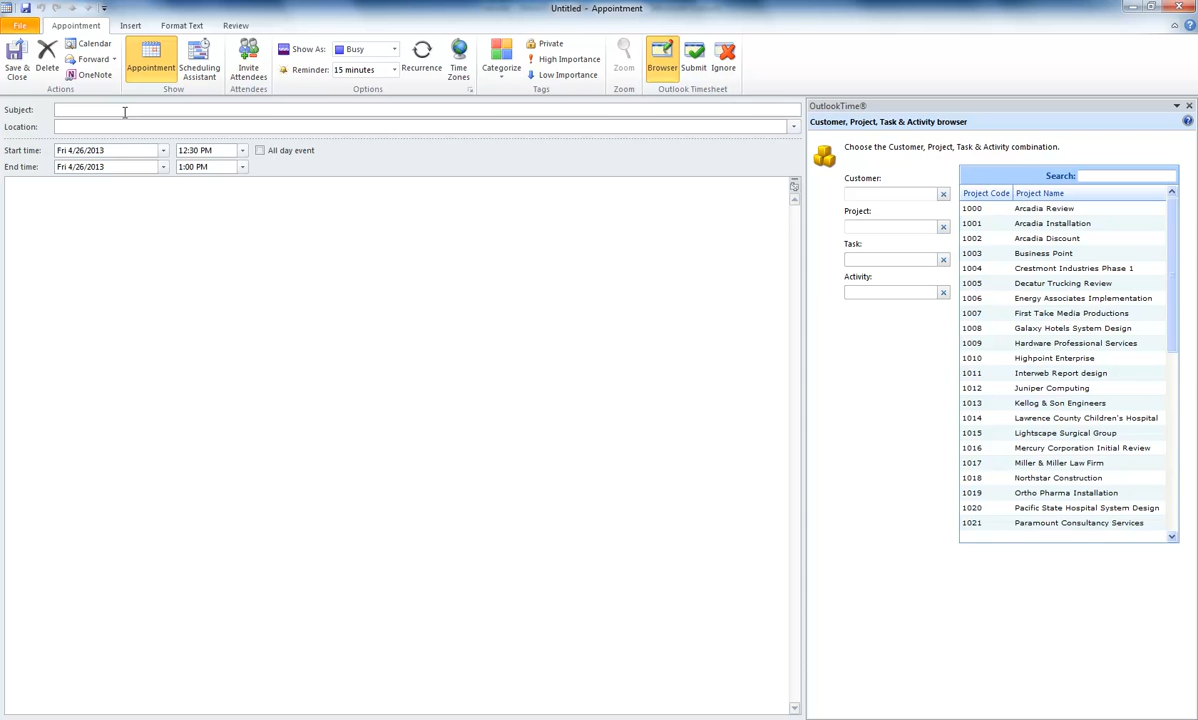 Untitled - Appointment
File Appointment Insert Format Text Review
Save & Close
Delete
Calendar
Forward
OneNote
Actions
Appointment
Scheduling Assistant
Show
Invite Attendees
Attendees
Show As: Busy
Reminder: 15 minutes
Recurrence
Time Zones
Options
Categorize
Private
High Importance
Low Importance
Tags
Zoom
Zoom
Browser
Submit
Ignore
Outlook Timesheet
Subject:
Location:
Start time: Fri 4/26/2013 12:30 PM All day event
End time: Fri 4/26/2013 1:00 PM
OutlookTime®
Customer, Project, Task & Activity browser
Choose the Customer, Project, Task & Activity combination.
Customer:
Project:
Task:
Activity:
Search:
Project Code Project Name
1000 Arcadia Review
1001 Arcadia Installation
1002 Arcadia Discount
1003 Business Point
1004 Crestmont Industries Phase 1
1005 Decatur Trucking Review
1006 Energy Associates Implementation
1007 First Take Media Productions
1008 Galaxy Hotels System Design
1009 Hardware Professional Services
1010 Highpoint Enterprise
1011 Interweb Report design
1012 Juniper Computing
1013 Kellog & Son Engineers
1014 Lawrence County Children's Hospital
1015 Lightscape Surgical Group
1016 Mercury Corporation Initial Review
1017 Miller & Miller Law Firm
1018 Northstar Construction
1019 Ortho Pharma Installation
1020 Pacific State Hospital System Design
1021 Paramount Consultancy Services